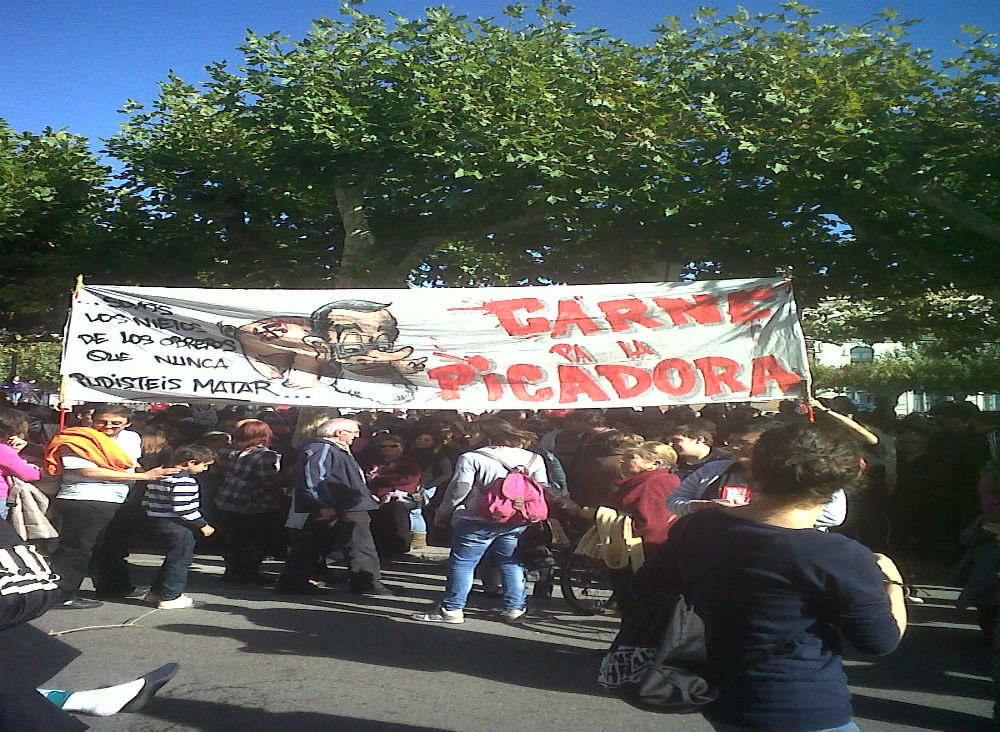 ...SOMOS
LOS NIETOS
DE LOS OBREROS
QUE NUNCA
PUDISTEIS MATAR...
CARNE
PA LA
PICADORA